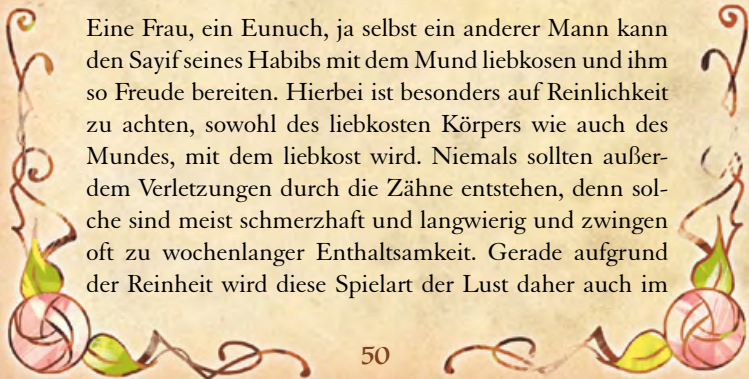 Eine Frau, ein Eunuch, ja selbst ein anderer Mann kann
den Sayif seines Habibs mit dem Mund liebkosen und ihm
so Freude bereiten. Hierbei ist besonders auf Reinlichkeit
zu achten, sowohl des liebkosten Körpers wie auch des
Mundes, mit dem liebkost wird. Niemals sollten außer-
dem Verletzungen durch die Zähne entstehen, denn sol-
che sind meist schmerzhaft und langwierig und zwingen
oft zu wochenlanger Enthaltsamkeit. Gerade aufgrund
der Reinheit wird diese Spielart der Lust daher auch im
50